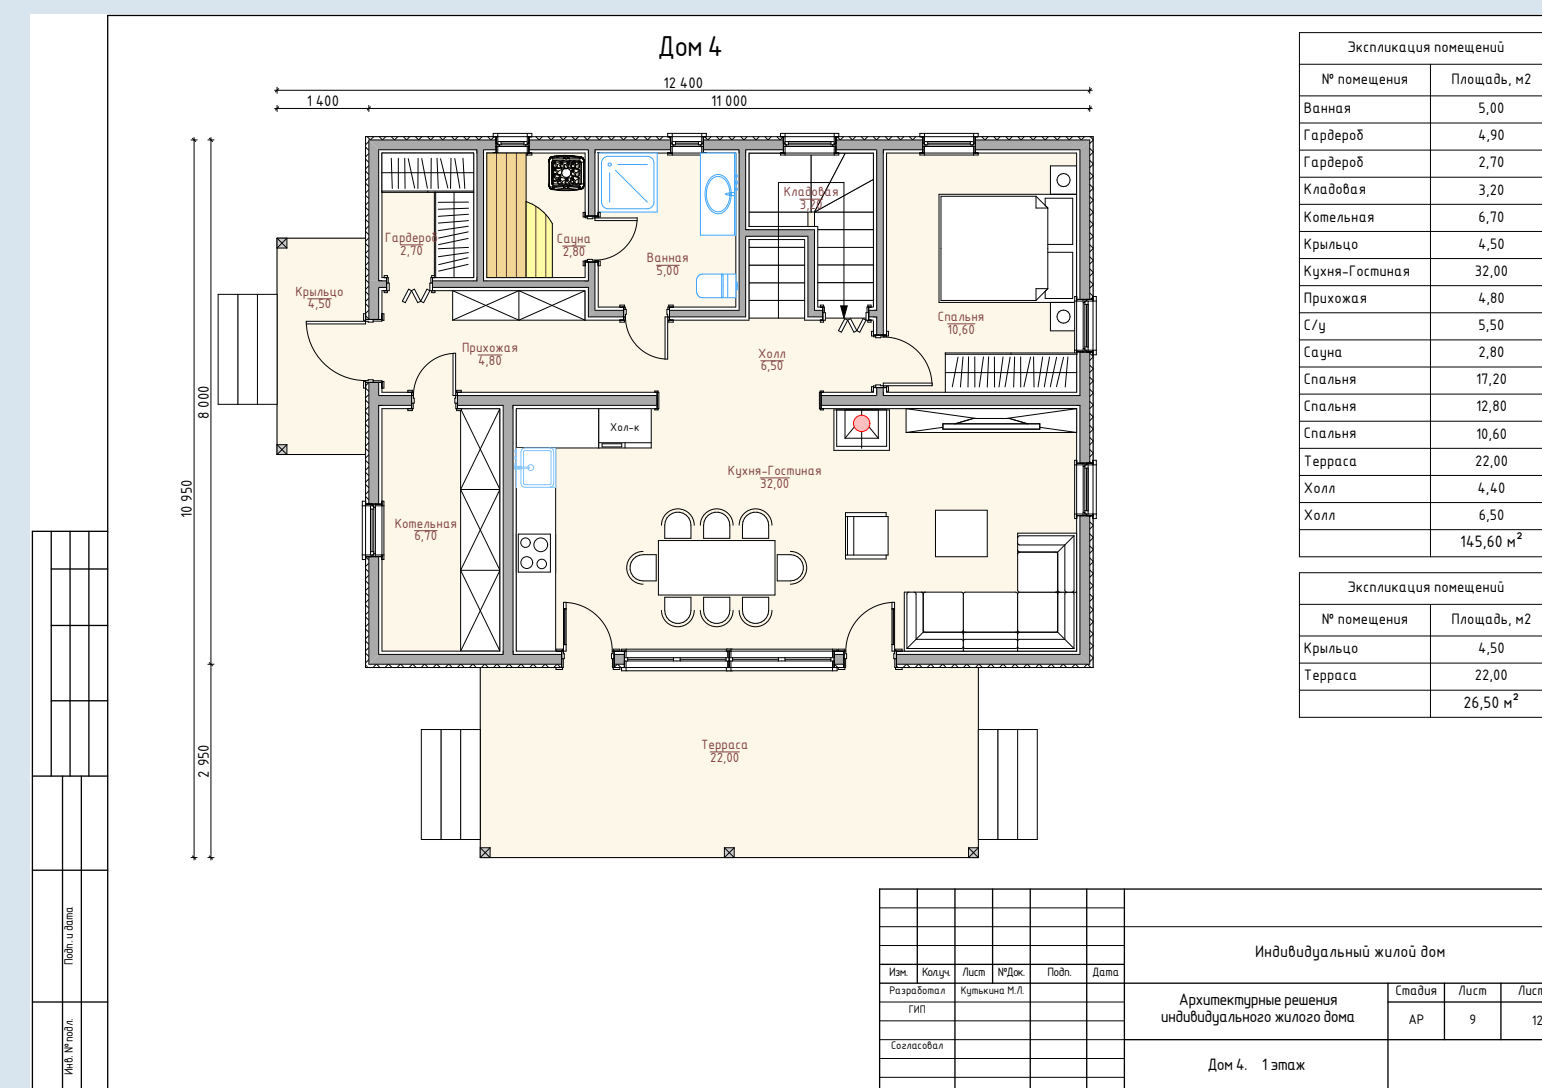 Дом 4
12 400
1 400
11 000
8 000
10 950
2 950
Гардероб
2,70
Сауна
2,80
Ванная
5,00
Кладовая
3,20
Спальня
10,60
Крыльцо
4,50
Прихожая
4,80
Холл
6,50
Хол-к
Кухня-Гостиная
32,00
Котельная
6,70
Терраса
22,00
Экспликация помещений
№ помещения Площадь, м2
Ванная 5,00
Гардероб 4,90
Гардероб 2,70
Кладовая 3,20
Котельная 6,70
Крыльцо 4,50
Кухня-Гостиная 32,00
Прихожая 4,80
С/у 5,50
Сауна 2,80
Спальня 17,20
Спальня 12,80
Спальня 10,60
Терраса 22,00
Холл 4,40
Холл 6,50
145,60 м²
Экспликация помещений
№ помещения Площадь, м2
Крыльцо 4,50
Терраса 22,00
26,50 м²
Подп. и дата
Инв. № подл.
Изм. Кол.уч. Лист №Док. Подп. Дата
Разработал Кутькина М.Л.
ГИП
Согласовал
Индивидуальный жилой дом
Архитектурные решения
индивидуального жилого дома
Стадия Лист Лист
АР 9 12
Дом 4. 1 этаж